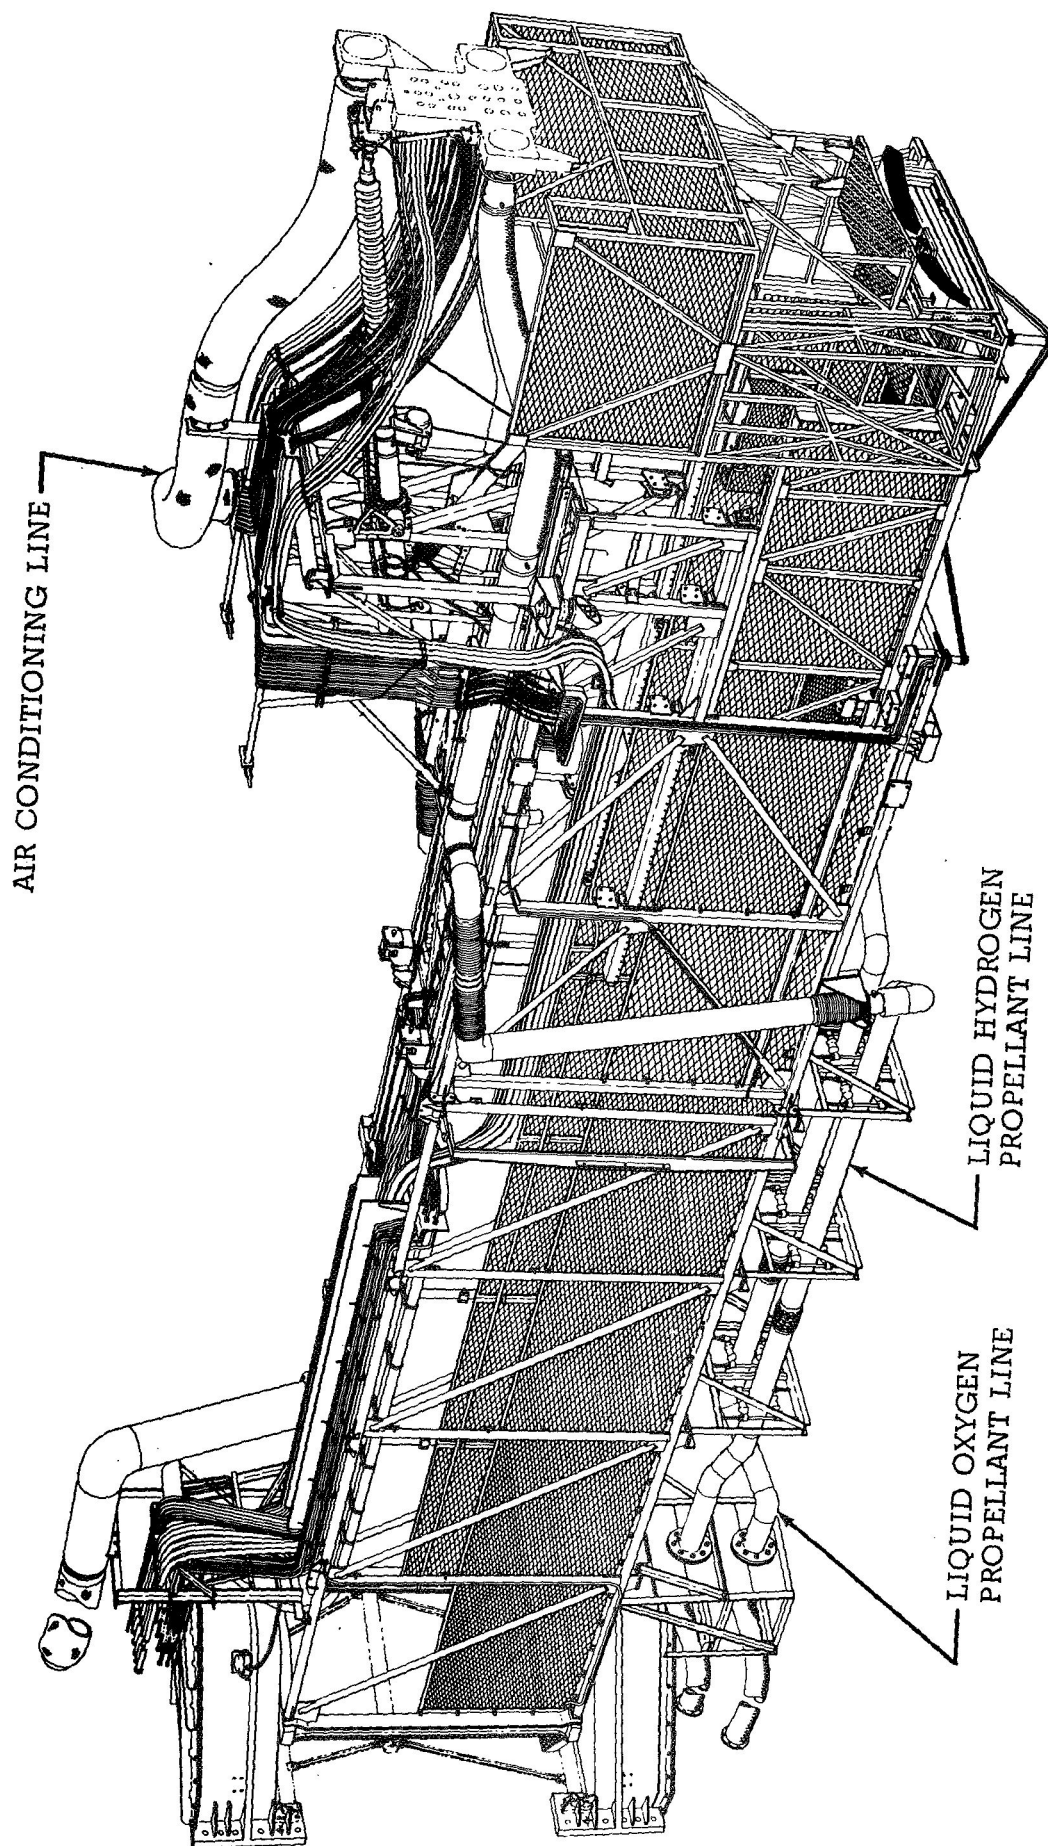 AIR CONDITIONING LINE
LIQUID OXYGEN
PROPELLANT LINE
LIQUID HYDROGEN
PROPELLANT LINE